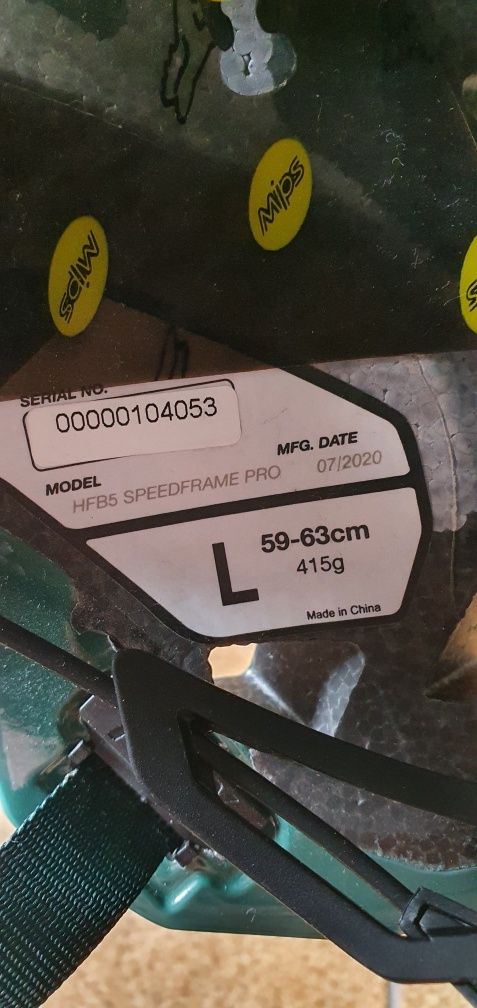 mips
mips
SERIAL NO.
00000104053
MFG. DATE
07/2020
MODEL
HFB5 SPEEDFRAME PRO
L
59-63cm
415g
Made in China